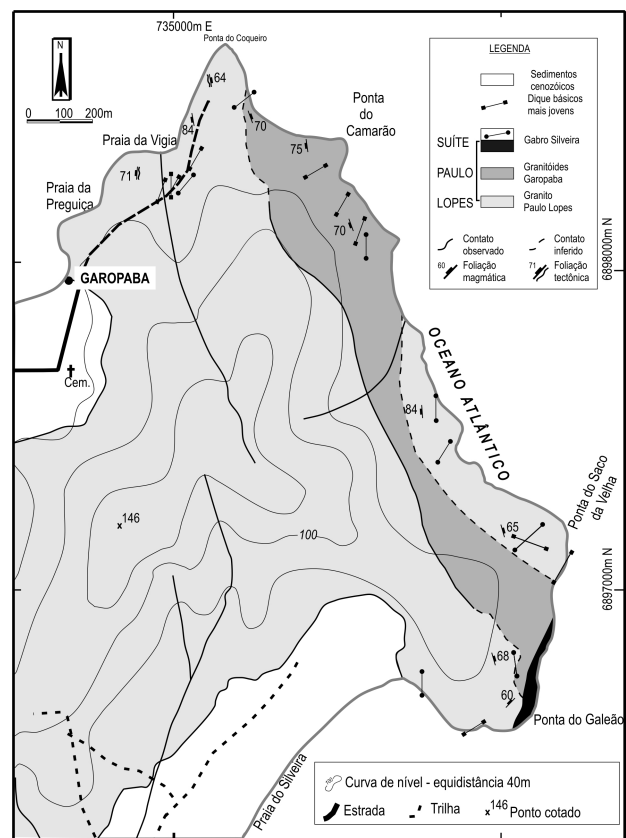 735000m E
Ponta do Coqueiro
N
0 100 200m
64
84
70
Praia da Vigia
71
Praia da
Preguiça
GAROPABA
Cem.
Ponta
do
Camarão
75
70
LEGENDA
Sedimentos
cenozóicos
Dique básicos
mais jovens
SUÍTE
Gabro Silveira
PAULO
Granitóides
Garopaba
LOPES
Granito
Paulo Lopes
Contato
observado
Contato
inferido
60
Foliação
magmática
71
Foliação
tectônica
6898000m N
OCEANO ATLÂNTICO
84
Ponta do Saco
da Velha
65
146
100
6897000m N
68
60
Ponta do Galeão
Praia do Silveira
Curva de nível - equidistância 40m
Estrada
Trilha
146 Ponto cotado